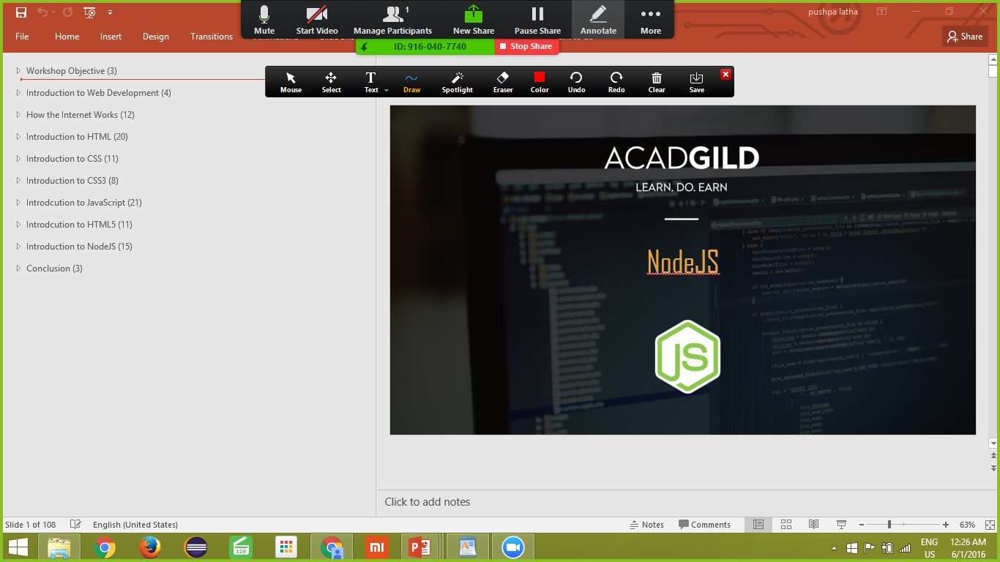 pushpa latha
1
Mute
Start Video
Manage Participants
New Share
Pause Share
Annotate
More
File
Home
Insert
Design
Transitions
Share
ID: 916-040-7740
Stop Share
Mouse
Select
Text
Draw
Spotlight
Eraser
Color
Undo
Redo
Clear
Save
Workshop Objective (3)
Introduction to Web Development (4)
How the Internet Works (12)
Introduction to HTML (20)
Introduction to CSS (11)
Introduction to CSS3 (8)
Introdcution to JavaScript (21)
Introdcution to HTML5 (11)
Introduction to NodeJS (15)
Conclusion (3)
ACADGILD
LEARN. DO. EARN
NodeJS
JS
Click to add notes
Slide 1 of 108
English (United States)
Notes
Comments
63%
123
mi
P
ENG
US
12:26 AM
6/1/2016